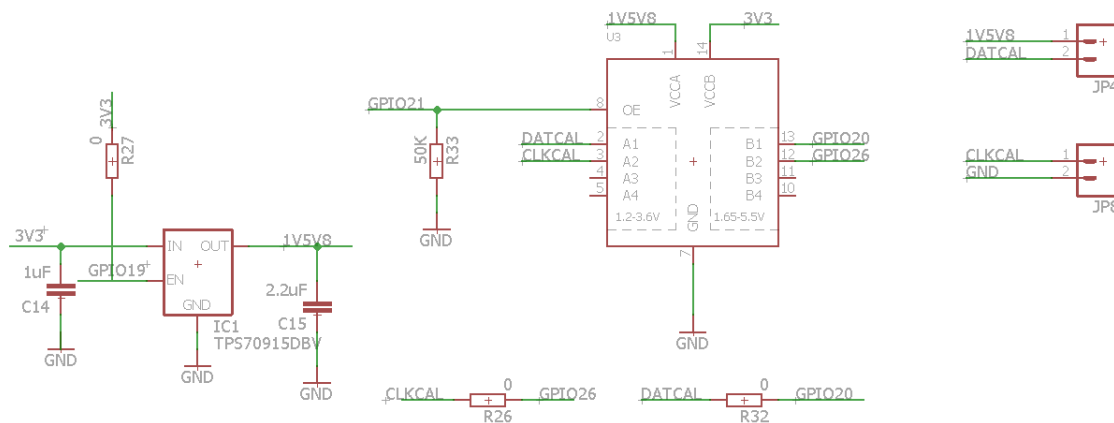 1V5V8
3V3
U3
1
14
VCCA
VCCB
GPIO21
8
OE
50K
R33
GND
DATCAL
2
A1
CLKCAL
3
A2
4
A3
5
A4
1.2-3.6V
B1
13
GPIO20
B2
12
GPIO26
B3
11
B4
10
1.65-5.5V
GND
7
GND
1V5V8
1
DATCAL
2
JP4
CLKCAL
1
GND
2
JP8
3V3
0
R27
3V3
IN
OUT
1V5V8
GPIO19
EN
GND
1uF
C14
GND
IC1
TPS70915DBV
GND
2.2uF
C15
GND
CLKCAL
0
R26
GPIO26
DATCAL
0
R32
GPIO20